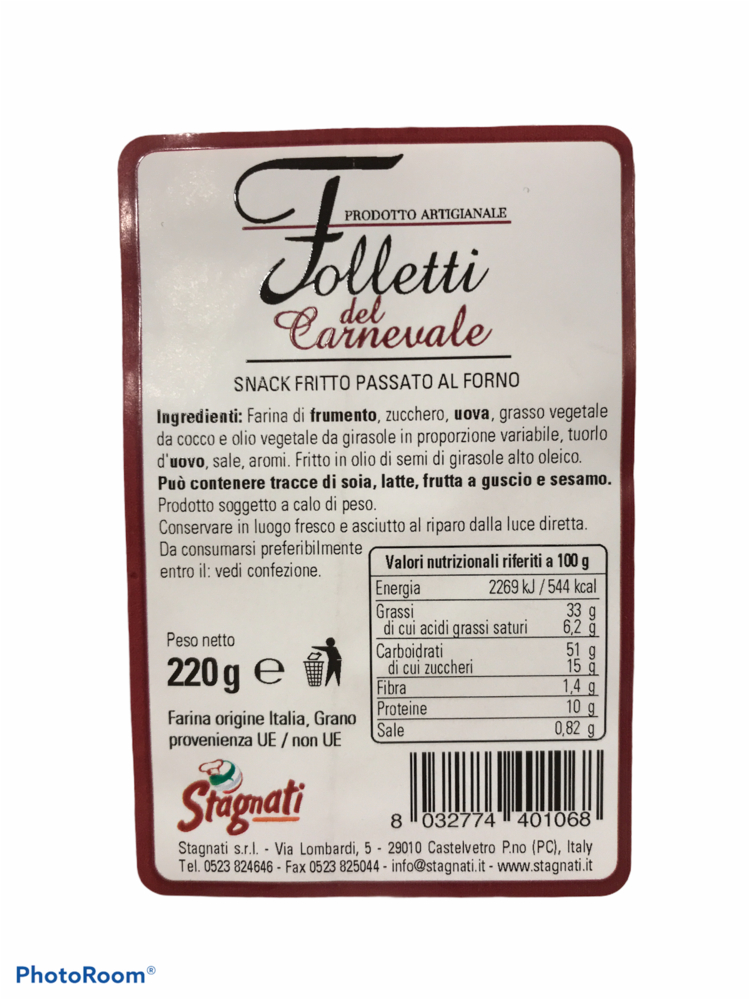 PRODOTTO ARTIGIANALE
Folletti
del
Carnevale
SNACK FRITTO PASSATO AL FORNO
Ingredienti: Farina di frumento, zucchero, uova, grasso vegetale
da cocco e olio vegetale da girasole in proporzione variabile, tuorlo
d'uovo, sale, aromi. Fritto in olio di semi di girasole alto oleico.
Può contenere tracce di soia, latte, frutta a guscio e sesamo.
Prodotto soggetto a calo di peso.
Conservare in luogo fresco e asciutto al riparo dalla luce diretta.
Da consumarsi preferibilmente
entro il: vedi confezione.
Valori nutrizionali riferiti a 100 g
Energia 2269 kJ / 544 kcal
Grassi 33 g
di cui acidi grassi saturi 6,2 g
Carboidrati 51 g
di cui zuccheri 15 g
Fibra 1,4 g
Proteine 10 g
Sale 0,82 g
Peso netto
220 g e
Farina origine Italia, Grano
provenienza UE / non UE
Stagnati
8 032774 401068
Stagnati s.r.l. - Via Lombardi, 5 - 29010 Castelvetro P.no (PC), Italy
Tel. 0523 824646 - Fax 0523 825044 - info@stagnati.it - www.stagnati.it
PhotoRoom®